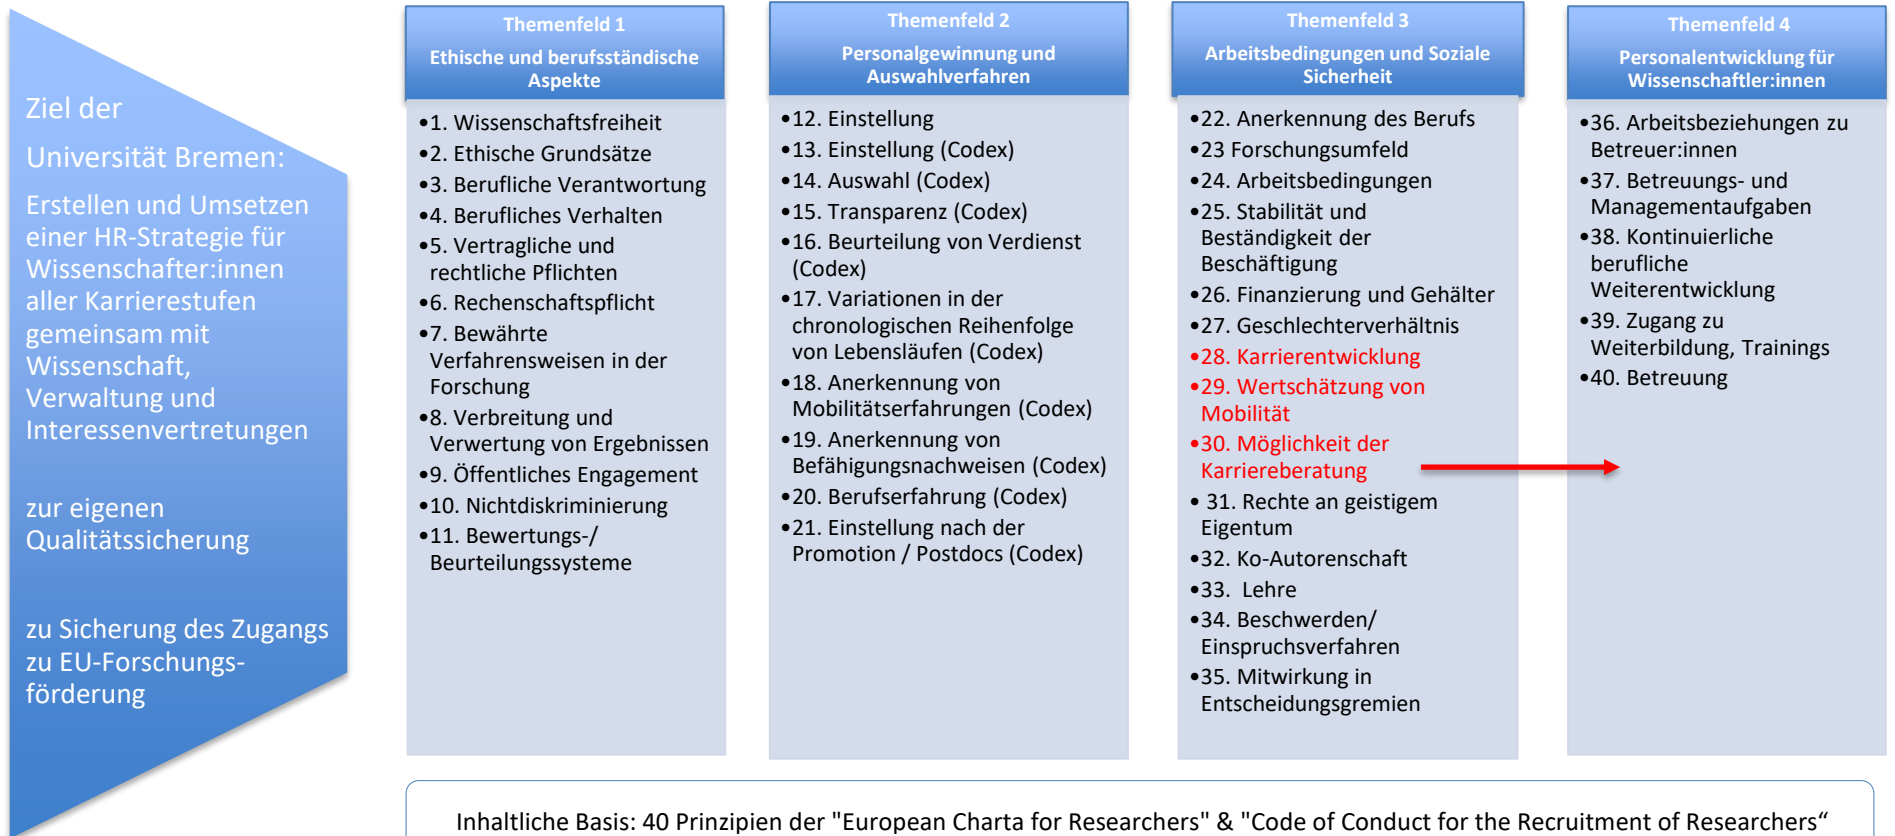 Ziel der
Universität Bremen:
Erstellen und Umsetzen
einer HR-Strategie für
Wissenschafter:innen
aller Karrierestufen
gemeinsam mit
Wissenschaft,
Verwaltung und
Interessenvertretungen
zur eigenen
Qualitätssicherung
zu Sicherung des Zugangs
zu EU-Forschungs-
förderung
Themenfeld 1
Ethische und berufsständische
Aspekte
•1. Wissenschaftsfreiheit
•2. Ethische Grundsätze
•3. Berufliche Verantwortung
•4. Berufliches Verhalten
•5. Vertragliche und
rechtliche Pflichten
•6. Rechenschaftspflicht
•7. Bewährte
Verfahrensweisen in der
Forschung
•8. Verbreitung und
Verwertung von Ergebnissen
•9. Öffentliches Engagement
•10. Nichtdiskriminierung
•11. Bewertungs-/
Beurteilungssysteme
Themenfeld 2
Personalgewinnung und
Auswahlverfahren
•12. Einstellung
•13. Einstellung (Codex)
•14. Auswahl (Codex)
•15. Transparenz (Codex)
•16. Beurteilung von Verdienst
(Codex)
•17. Variationen in der
chronologischen Reihenfolge
von Lebensläufen (Codex)
•18. Anerkennung von
Mobilitätserfahrungen (Codex)
•19. Anerkennung von
Befähigungsnachweisen (Codex)
•20. Berufserfahrung (Codex)
•21. Einstellung nach der
Promotion / Postdocs (Codex)
Themenfeld 3
Arbeitsbedingungen und Soziale
Sicherheit
•22. Anerkennung des Berufs
•23 Forschungsumfeld
•24. Arbeitsbedingungen
•25. Stabilität und
Beständigkeit der
Beschäftigung
•26. Finanzierung und Gehälter
•27. Geschlechterverhältnis
•28. Karrierentwicklung
•29. Wertschätzung von
Mobilität
•30. Möglichkeit der
Karriereberatung
• 31. Rechte an geistigem
Eigentum
•32. Ko-Autorenschaft
•33. Lehre
•34. Beschwerden/
Einspruchsverfahren
•35. Mitwirkung in
Entscheidungsgremien
Themenfeld 4
Personalentwicklung für
Wissenschaftler:innen
•36. Arbeitsbeziehungen zu
Betreuer:innen
•37. Betreuungs- und
Managementaufgaben
•38. Kontinuierliche
berufliche
Weiterentwicklung
•39. Zugang zu
Weiterbildung, Trainings
•40. Betreuung
Inhaltliche Basis: 40 Prinzipien der "European Charta for Researchers" & "Code of Conduct for the Recruitment of Researchers“